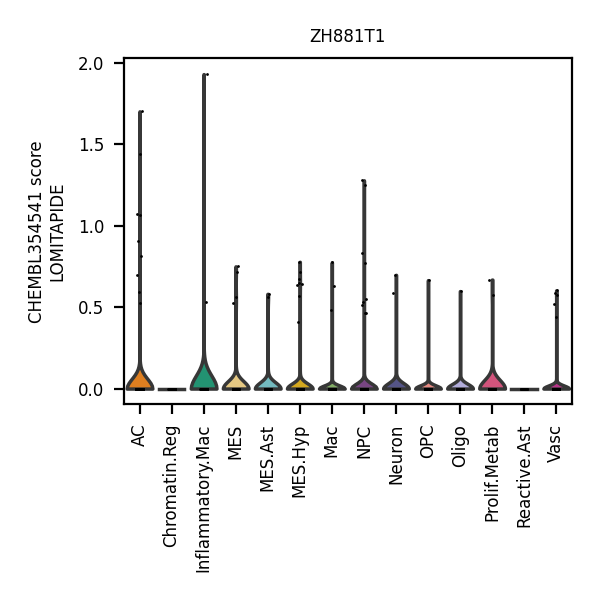 ZH881T1
CHEMBL354541 score
LOMITAPIDE
2.0
1.5
1.0
0.5
0.0
AC
Chromatin.Reg
Inflammatory.Mac
MES
MES.Ast
MES.Hyp
Mac
NPC
Neuron
OPC
Oligo
Prolif.Metab
Reactive.Ast
Vasc